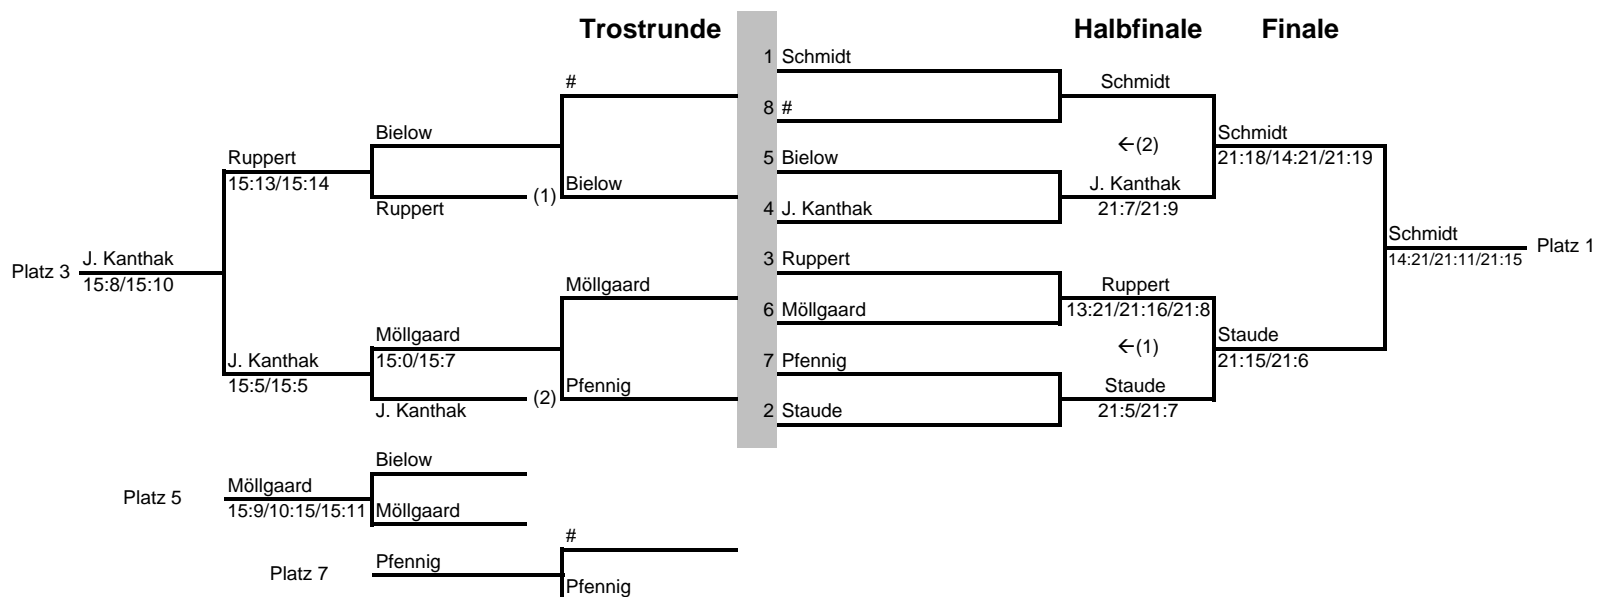 Trostrunde Halbfinale Finale
1 Schmidt
# Schmidt
8 #
Bielow Schmidt
←(2)
Ruppert 5 Bielow 21:18/14:21/21:19
15:13/15:14 (1) Bielow J. Kanthak
Ruppert 4 J. Kanthak 21:7/21:9
Schmidt
Platz 3 J. Kanthak 3 Ruppert 14:21/21:11/21:15 Platz 1
15:8/15:10 Möllgaard Ruppert
6 Möllgaard 13:21/21:16/21:8
Möllgaard ←(1) Staude
J. Kanthak 15:0/15:7 7 Pfennig 21:15/21:6
15:5/15:5 (2) Pfennig Staude
J. Kanthak 2 Staude 21:5/21:7
Bielow
Platz 5 Möllgaard
15:9/10:15/15:11 Möllgaard
#
Platz 7 Pfennig
Pfennig